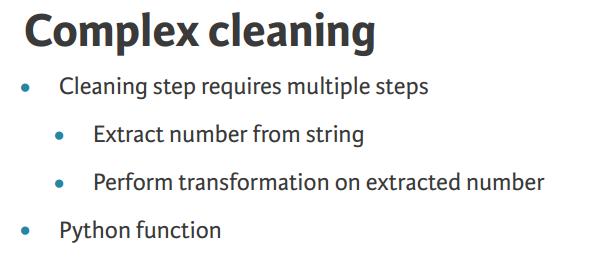 Complex cleaning
• Cleaning step requires multiple steps
• Extract number from string
• Perform transformation on extracted number
• Python function